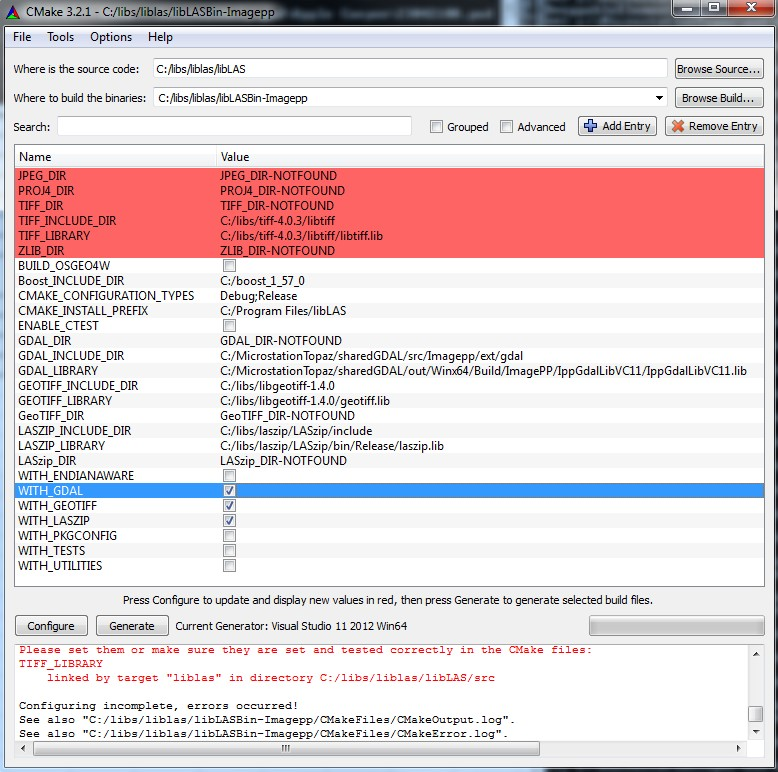 CMake 3.2.1 - C:/libs/liblas/libLASBin-Imagepp
File Tools Options Help
Where is the source code: C:/libs/liblas/libLAS Browse Source...
Where to build the binaries: C:/libs/liblas/libLASBin-Imagepp Browse Build...
Search: Grouped Advanced Add Entry Remove Entry
Name Value
JPEG_DIR JPEG_DIR-NOTFOUND
PROJ4_DIR PROJ4_DIR-NOTFOUND
TIFF_DIR TIFF_DIR-NOTFOUND
TIFF_INCLUDE_DIR C:/libs/tiff-4.0.3/libtiff
TIFF_LIBRARY C:/libs/tiff-4.0.3/libtiff/libtiff.lib
ZLIB_DIR ZLIB_DIR-NOTFOUND
BUILD_OSGEO4W
Boost_INCLUDE_DIR C:/boost_1_57_0
CMAKE_CONFIGURATION_TYPES Debug;Release
CMAKE_INSTALL_PREFIX C:/Program Files/libLAS
ENABLE_CTEST
GDAL_DIR GDAL_DIR-NOTFOUND
GDAL_INCLUDE_DIR C:/MicrostationTopaz/sharedGDAL/src/Imagepp/ext/gdal
GDAL_LIBRARY C:/MicrostationTopaz/sharedGDAL/out/Winx64/Build/ImagePP/IppGdalLibVC11/IppGdalLibVC11.lib
GEOTIFF_INCLUDE_DIR C:/libs/libgeotiff-1.4.0
GEOTIFF_LIBRARY C:/libs/libgeotiff-1.4.0/geotiff.lib
GeoTIFF_DIR GeoTIFF_DIR-NOTFOUND
LASZIP_INCLUDE_DIR C:/libs/laszip/LASzip/include
LASZIP_LIBRARY C:/libs/laszip/LASzip/bin/Release/laszip.lib
LASzip_DIR LASzip_DIR-NOTFOUND
WITH_ENDIANAWARE
WITH_GDAL
WITH_GEOTIFF
WITH_LASZIP
WITH_PKGCONFIG
WITH_TESTS
WITH_UTILITIES
Press Configure to update and display new values in red, then press Generate to generate selected build files.
Configure Generate Current Generator: Visual Studio 11 2012 Win64
Please set them or make sure they are set and tested correctly in the CMake files:
TIFF_LIBRARY
linked by target "liblas" in directory C:/libs/liblas/libLAS/src
Configuring incomplete, errors occurred!
See also "C:/libs/liblas/libLASBin-Imagepp/CMakeFiles/CMakeOutput.log".
See also "C:/libs/liblas/libLASBin-Imagepp/CMakeFiles/CMakeError.log".